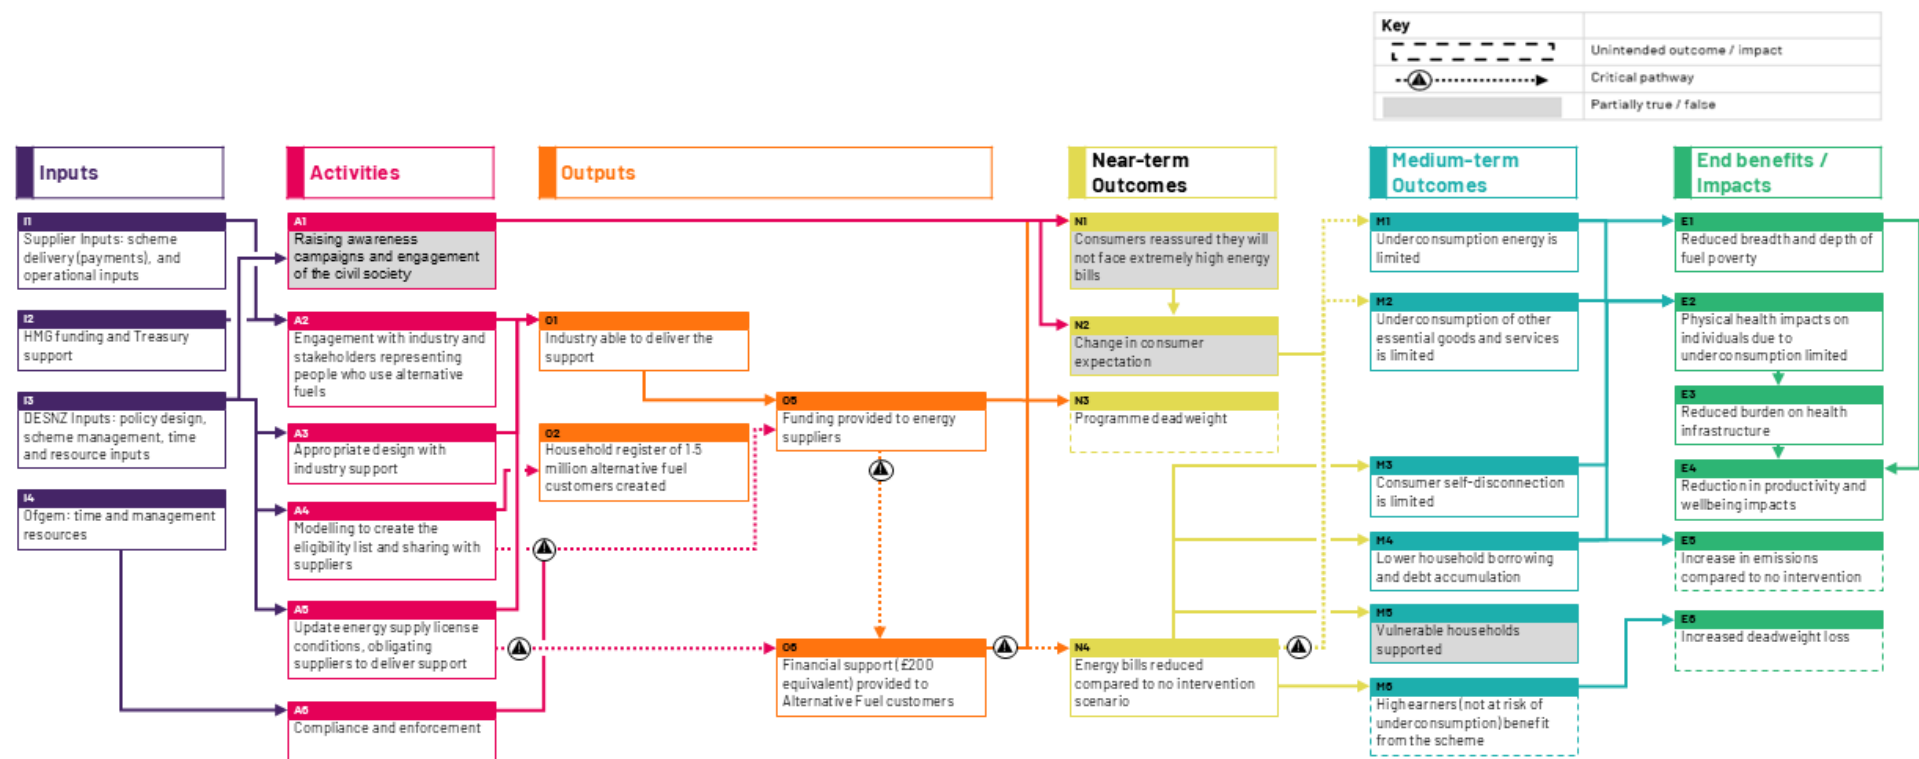 Key
Unintended outcome / impact
Critical pathway
Partially true / false
Inputs
Activities
Outputs
Near-term
Outcomes
Medium-term
Outcomes
End benefits /
Impacts
I1
Supplier Inputs: scheme
delivery (payments), and
operational inputs
I2
HMG funding and Treasury
support
I3
DESNZ Inputs: policy design,
scheme management, time
and resource inputs
I4
Ofgem: time and management
resources
A1
Raising awareness
campaigns and engagement
of the civil society
A2
Engagement with industry and
stakeholders representing
people who use alternative
fuels
A3
Appropriate design with
industry support
A4
Modelling to create the
eligibility list and sharing with
suppliers
A5
Update energy supply license
conditions, obligating
suppliers to deliver support
A6
Compliance and enforcement
O1
Industry able to deliver the
support
O2
Household register of 1.5
million alternative fuel
customers created
O5
Funding provided to energy
suppliers
O6
Financial support (£200
equivalent) provided to
Alternative Fuel customers
N1
Consumers reassured they will
not face extremely high energy
bills
N2
Change in consumer
expectation
N3
Programme deadweight
N4
Energy bills reduced
compared to no intervention
scenario
M1
Underconsumption energy is
limited
M2
Underconsumption of other
essential goods and services
is limited
M3
Consumer self-disconnection
is limited
M4
Lower household borrowing
and debt accumulation
M5
Vulnerable households
supported
M6
High earners (not at risk of
underconsumption) benefit
from the scheme
E1
Reduced breadth and depth of
fuel poverty
E2
Physical health impacts on
individuals due to
underconsumption limited
E3
Reduced burden on health
infrastructure
E4
Reduction in productivity and
wellbeing impacts
E5
Increase in emissions
compared to no intervention
E6
Increased deadweight loss